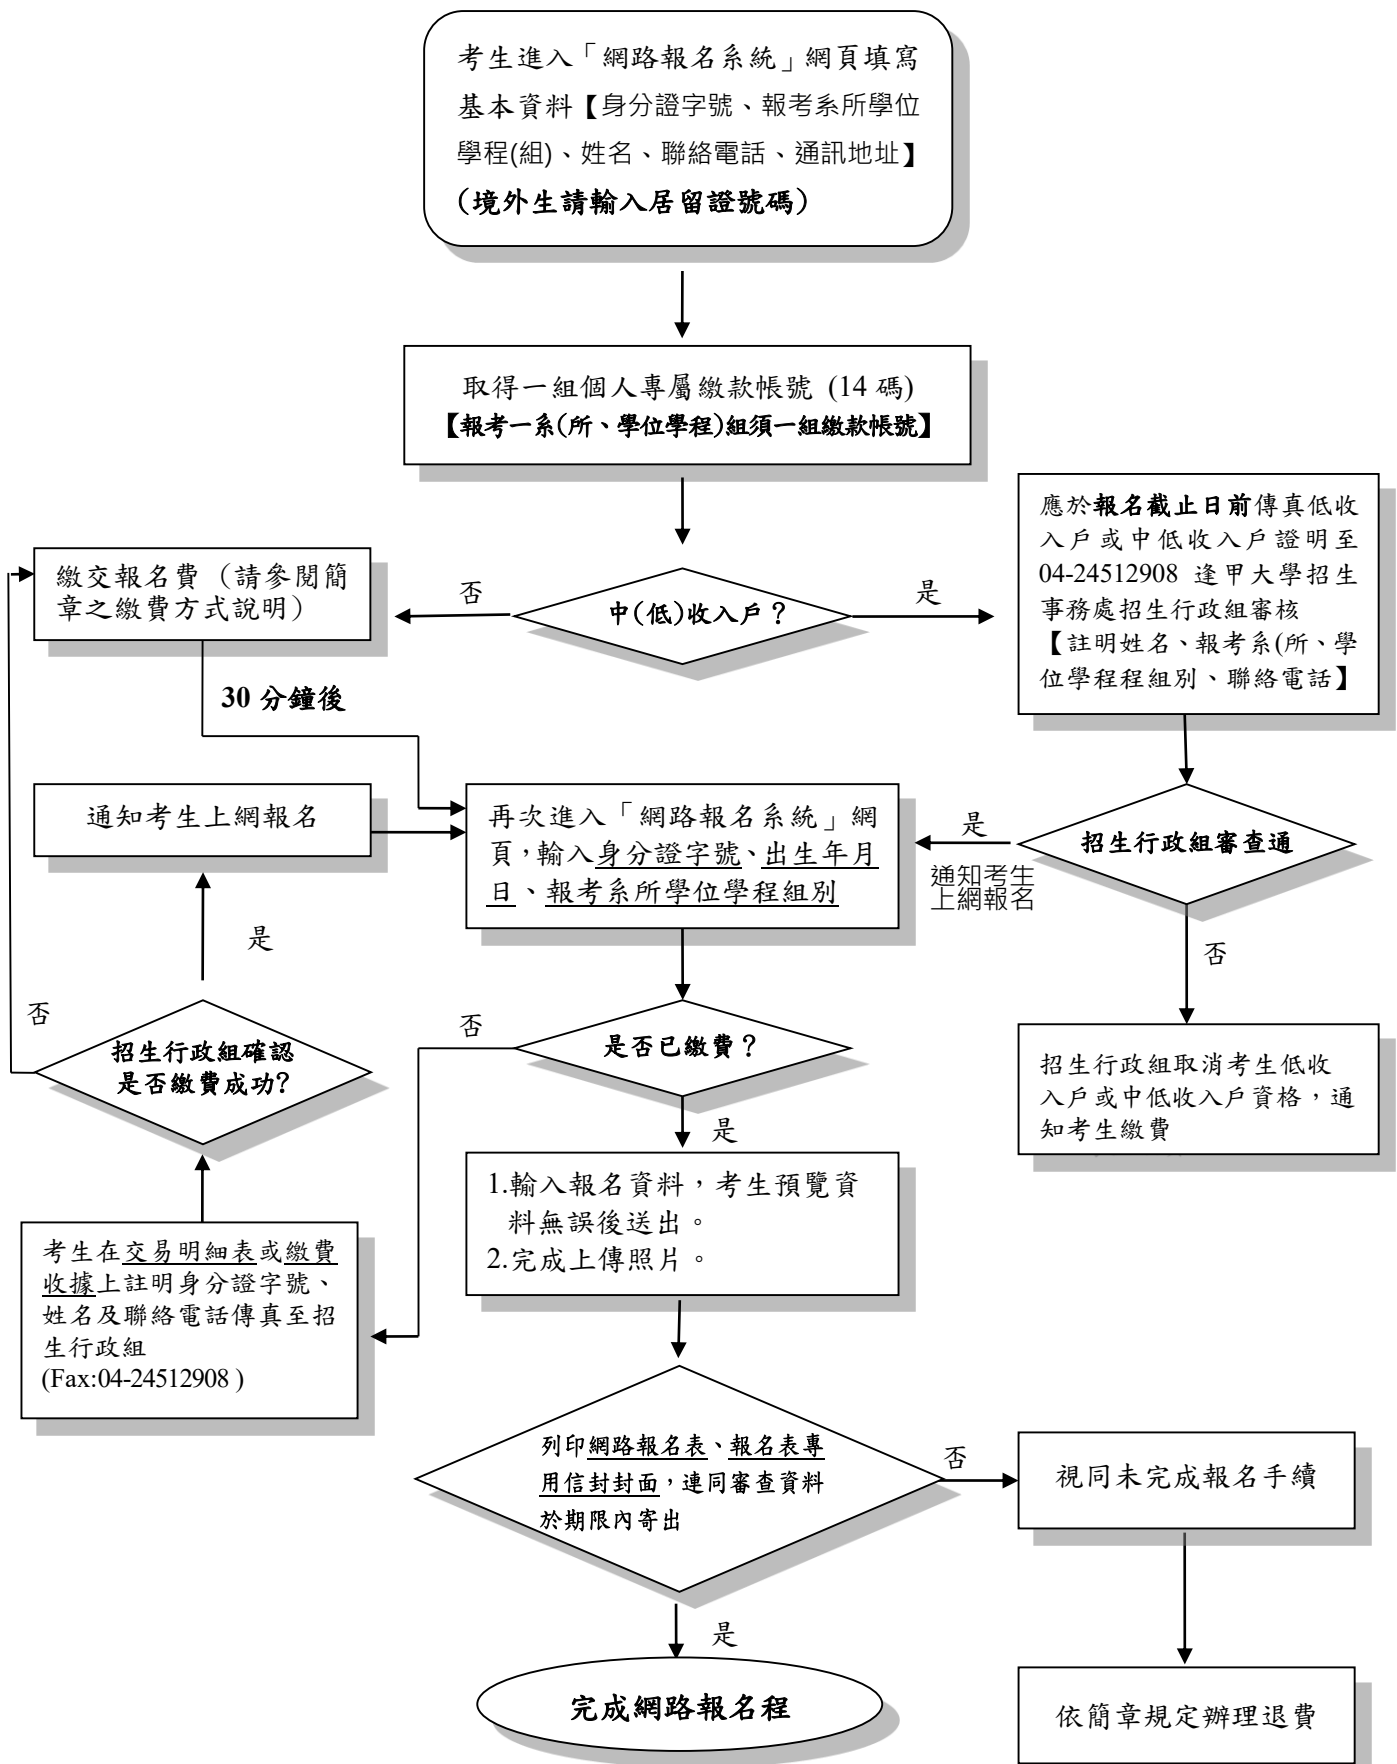 考生進入「網路報名系統」網頁填寫
基本資料【身分證字號、報考系所學位
學程(組)、姓名、聯絡電話、通訊地址】
(境外生請輸入居留證號碼)
取得一組個人專屬繳款帳號 (14 碼)
【報考一系(所、學位學程)組須一組繳款帳號】
應於報名截止日前傳真低收
入戶或中低收入戶證明至
04-24512908 逢甲大學招生
事務處招生行政組審核
【註明姓名、報考系(所、學
位學程程組別、聯絡電話】
繳交報名費（請參閱簡
章之繳費方式說明）
否
中(低)收入戶？
是
30 分鐘後
通知考生上網報名
再次進入「網路報名系統」網
頁，輸入身分證字號、出生年月
日、報考系所學位學程組別
是
通知考生
上網報名
招生行政組審查通
是
否
否
招生行政組確認
是否繳費成功?
否
是否已繳費？
是
招生行政組取消考生低收
入戶或中低收入戶資格，通
知考生繳費
1.輸入報名資料，考生預覽資
料無誤後送出。
2.完成上傳照片。
考生在交易明細表或繳費
收據上註明身分證字號、
姓名及聯絡電話傳真至招
生行政組
(Fax:04-24512908 )
列印網路報名表、報名表專
用信封封面，連同審查資料
於期限內寄出
否
視同未完成報名手續
是
完成網路報名程
依簡章規定辦理退費